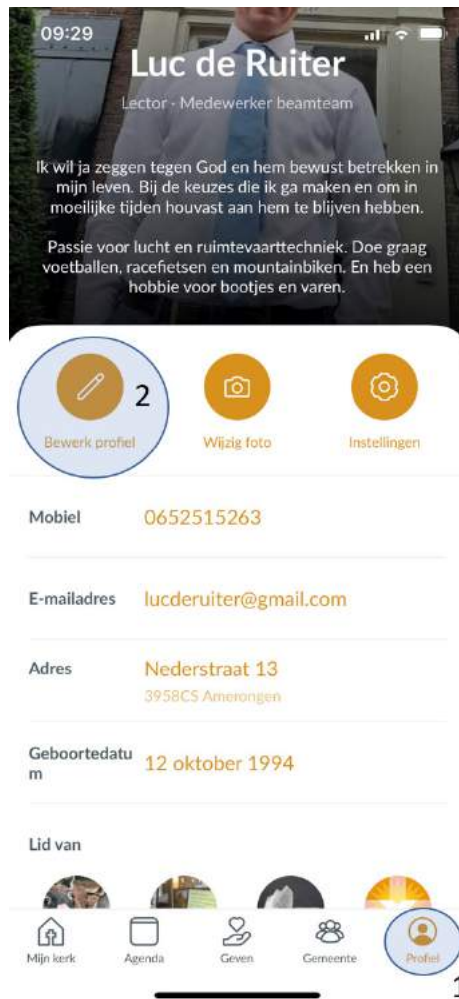 09:29
Luc de Ruiter
Lector · Medewerker beamteam
Ik wil ja zeggen tegen God en hem bewust betrekken in
mijn leven. Bij de keuzes die ik ga maken en om in
moeilijke tijden houvast aan hem te blijven hebben.
Passie voor lucht en ruimtevaarttechniek. Doe graag
voetballen, racefietsen en mountainbiken. En heb een
hobbie voor bootjes en varen.
2
Bewerk profiel
Wijzig foto
Instellingen
Mobiel 0652515263
E-mailadres lucderuiter@gmail.com
Adres Nederstraat 13
3958CS Amerongen
Geboortedatu
m 12 oktober 1994
Lid van
Mijn kerk Agenda Geven Gemeente Profiel
1